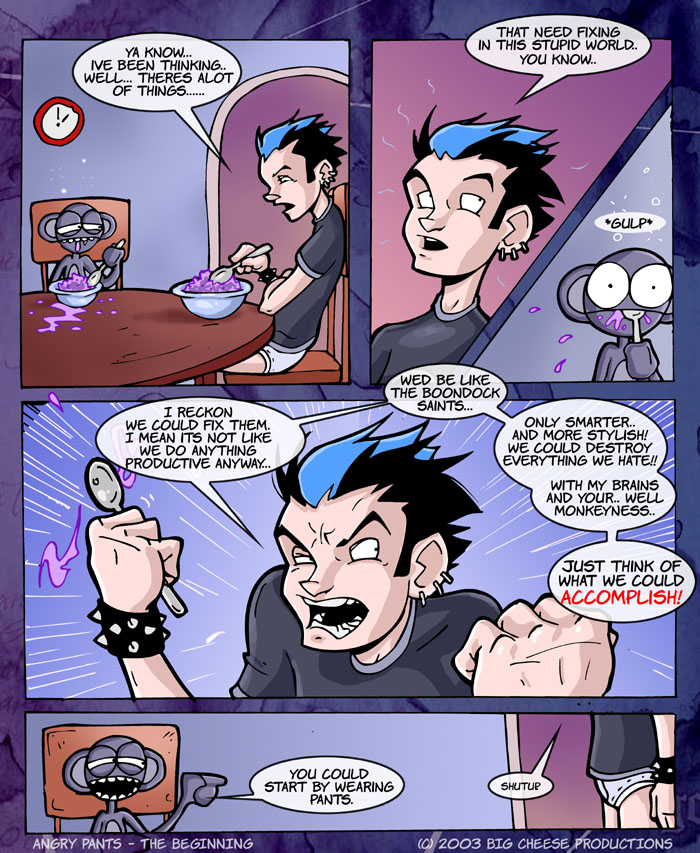 YA KNOW...
IVE BEEN THINKING..
WELL... THERES ALOT
OF THINGS......
THAT NEED FIXING
IN THIS STUPID WORLD..
YOU KNOW..
*GULP*
I RECKON
WE COULD FIX THEM.
I MEAN ITS NOT LIKE
WE DO ANYTHING
PRODUCTIVE ANYWAY...
WED BE LIKE
THE BOONDOCK
SAINTS...
ONLY SMARTER..
AND MORE STYLISH!
WE COULD DESTROY
EVERYTHING WE HATE!!
WITH MY BRAINS
AND YOUR.. WELL
MONKEYNESS..
JUST THINK OF
WHAT WE COULD
ACCOMPLISH!
YOU COULD
START BY WEARING
PANTS.
SHUTUP
ANGRY PANTS - THE BEGINNING
(C) 2003 BIG CHEESE PRODUCTIONS